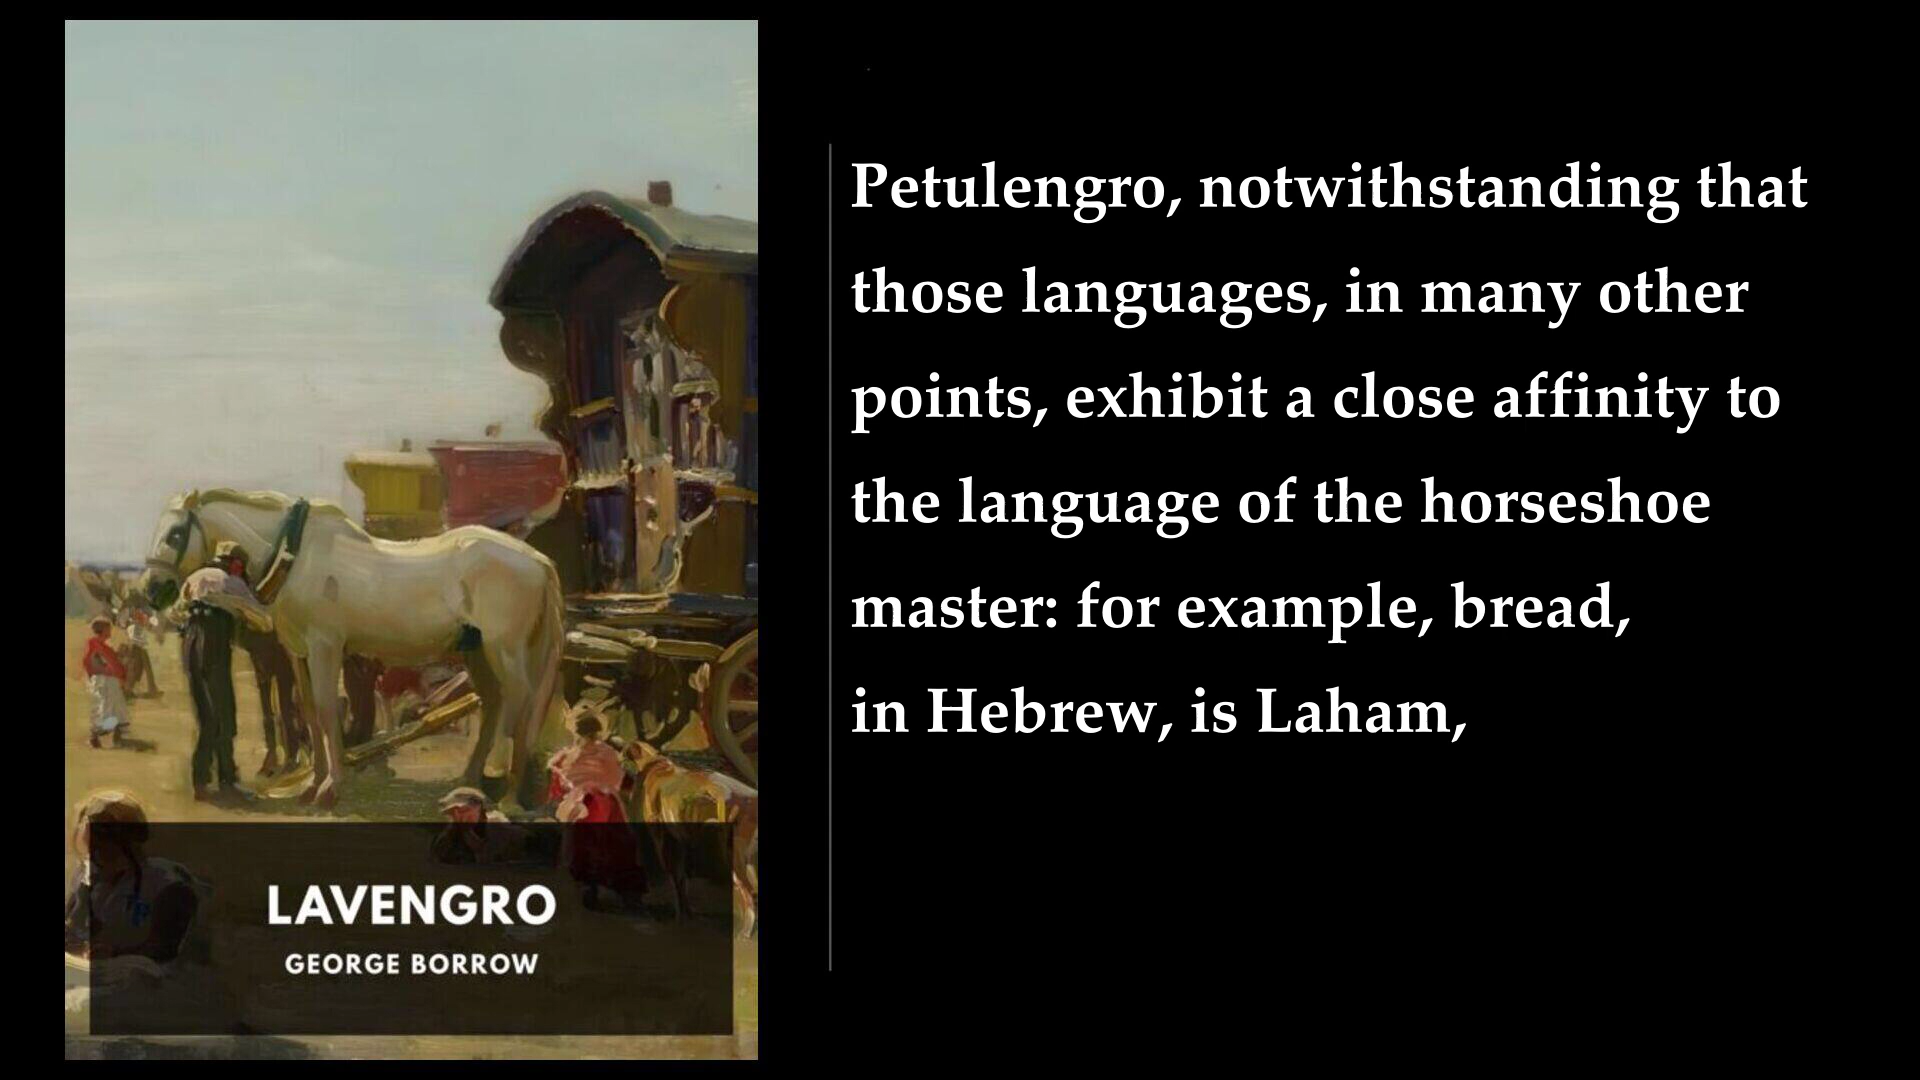 Petulengro, notwithstanding that
those languages, in many other
points, exhibit a close affinity to
the language of the horseshoe
master: for example, bread,
in Hebrew, is Laham,
LAVENGRO
GEORGE BORROW